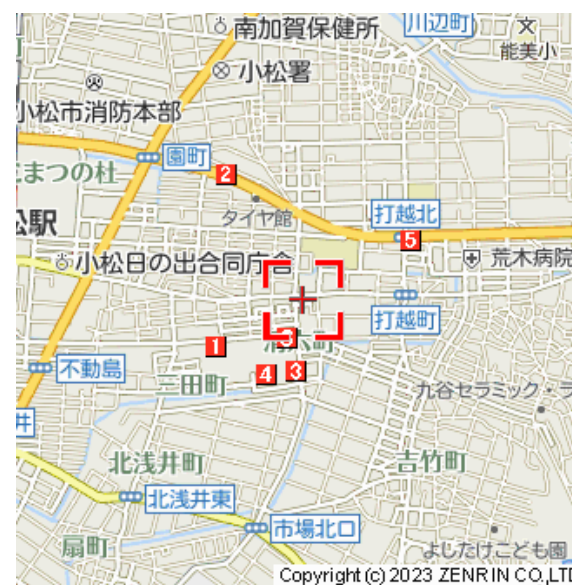 南加賀保健所
川辺町
文
能美小
小松署
小松市消防本部
園町
2
まつの杜
タイヤ館
打越北
5
松駅
小松日の出合同庁舎
荒木病院
打越町
1
不動島
4
3
三田町
九谷セラミック・ラ
井
北浅井町
吉竹町
北浅井東
市場北口
扇町
よしたけこども園
Copyright (c) 2023 ZENRIN CO.,LT